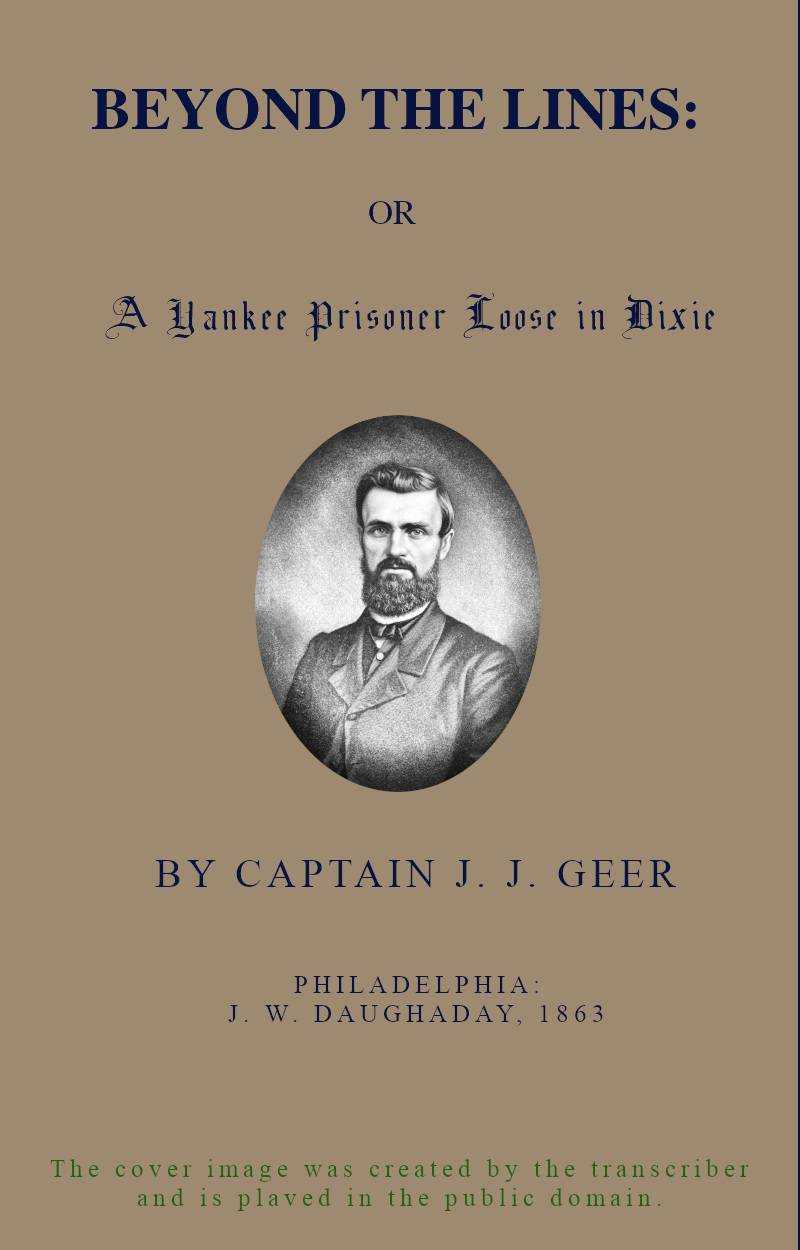 BEYOND THE LINES:
OR
A Yankee Prisoner Loose in Dixie
BY CAPTAIN J. J. GEER
PHILADELPHIA:
J. W. DAUGHADAY, 1863
The cover image was created by the transcriber
and is plaved in the public domain.